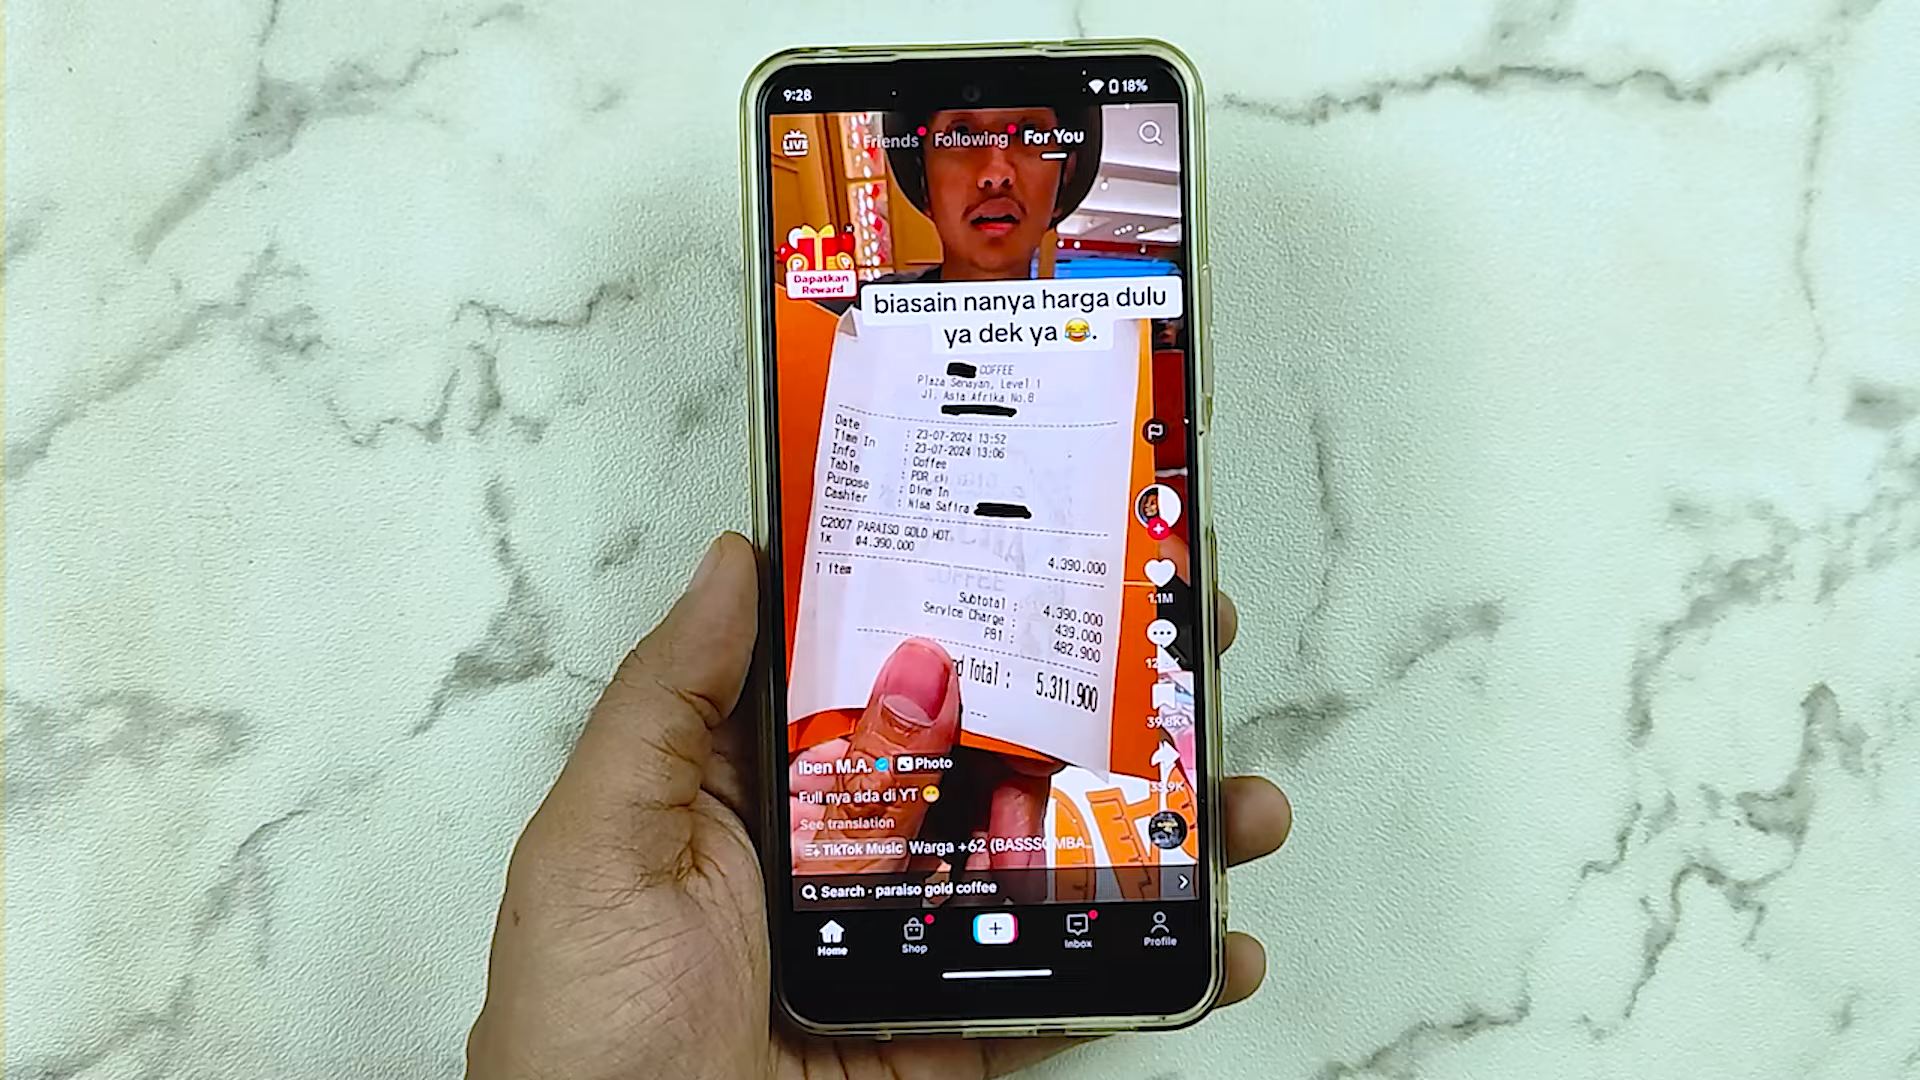 9:28
18%
LIVE
Friends
Following
For You
Dapatkan
Reward
biasain nanya harga dulu
ya dek ya 😂.
COFFEE
Plaza Senayan, Level 1
Jl. Asia Afrika No.8
Date : 23-07-2024 13:52
Time In : 23-07-2024 13:06
Info : Coffee
Table : PDR
Purpose : Dine In
Cashier : Nisa Safira
C2007 PARAISO GOLD HOT
1x @4.390.000 4.390.000
1 item
Subtotal : 4.390.000
Service Charge : 439.000
PB1 : 482.900
Total : 5.311.900
1.1M
39.8K
Iben M.A. Photo
Full nya ada di YT 😁
See translation
TikTok Music Warga +62 (BASSSOMBA...
Search · paraiso gold coffee
Home
Shop
Inbox
Profile